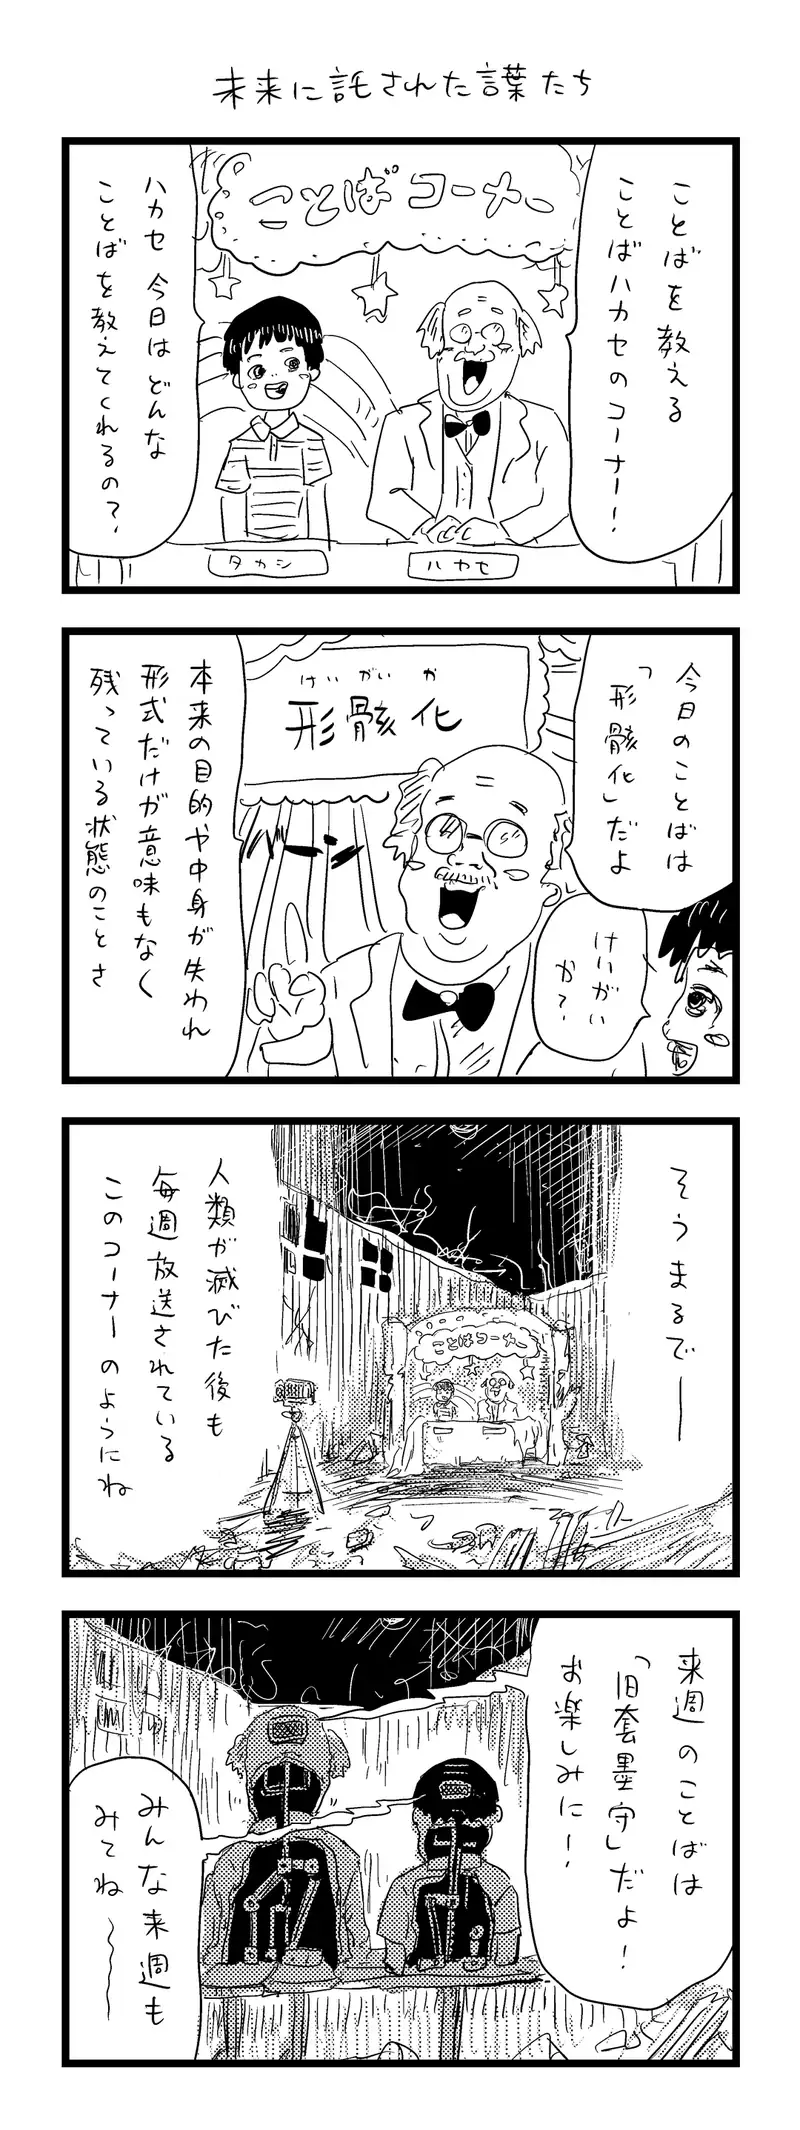 未来に託された言葉たち
ことばを教える
ことばハカセのコーナー!
ことばコーナー
ハカセ 今日はどんな
ことばを教えてくれるの?
タカシ
ハカセ
今日のことばは
「形骸化」だよ
けいがいか
形骸化
けいがい
か?
本来の目的や中身が失われ
形式だけが意味もなく
残っている状態のことさ
そうまるで――
ことばコーナー
人類が滅びた後も
毎週放送されている
このコーナーのようにね
来週のことばは
「旧套墨守」だよ!
お楽しみに!
みんな来週も
みてね〜〜